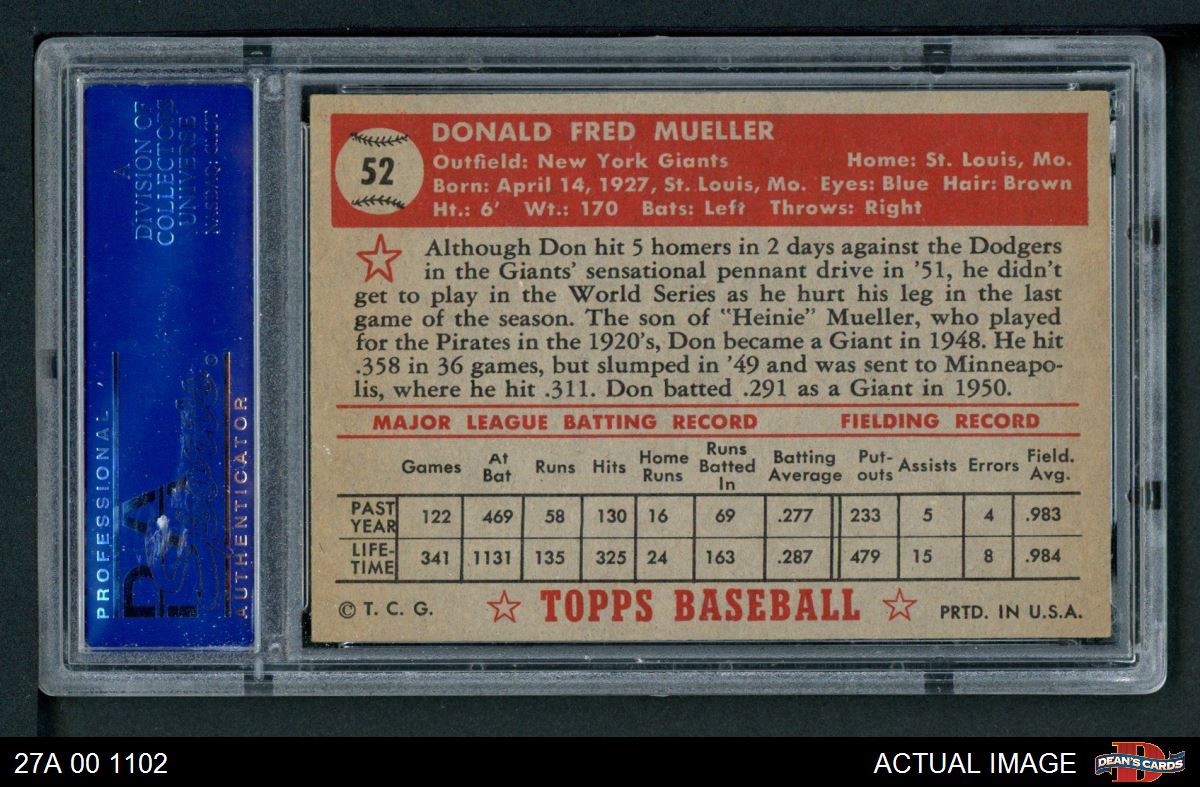 A
DIVISION OF
COLLECTORS
UNIVERSE
NASDAQ: CLCT
PROFESSIONAL
PSA
AUTHENTICATOR
52
DONALD FRED MUELLER
Outfield: New York Giants Home: St. Louis, Mo.
Born: April 14, 1927, St. Louis, Mo. Eyes: Blue Hair: Brown
Ht.: 6' Wt.: 170 Bats: Left Throws: Right
Although Don hit 5 homers in 2 days against the Dodgers
in the Giants' sensational pennant drive in '51, he didn't
get to play in the World Series as he hurt his leg in the last
game of the season. The son of "Heinie" Mueller, who played
for the Pirates in the 1920's, Don became a Giant in 1948. He hit
.358 in 36 games, but slumped in '49 and was sent to Minneapo-
lis, where he hit .311. Don batted .291 as a Giant in 1950.
MAJOR LEAGUE BATTING RECORD FIELDING RECORD
Games At Bat Runs Hits Home Runs Runs Batted In Batting Average Put-outs Assists Errors Field. Avg.
PAST YEAR 122 469 58 130 16 69 .277 233 5 4 .983
LIFE-TIME 341 1131 135 325 24 163 .287 479 15 8 .984
© T. C. G. TOPPS BASEBALL PRTD. IN U.S.A.
27A 00 1102 ACTUAL IMAGE DEAN'S CARDS